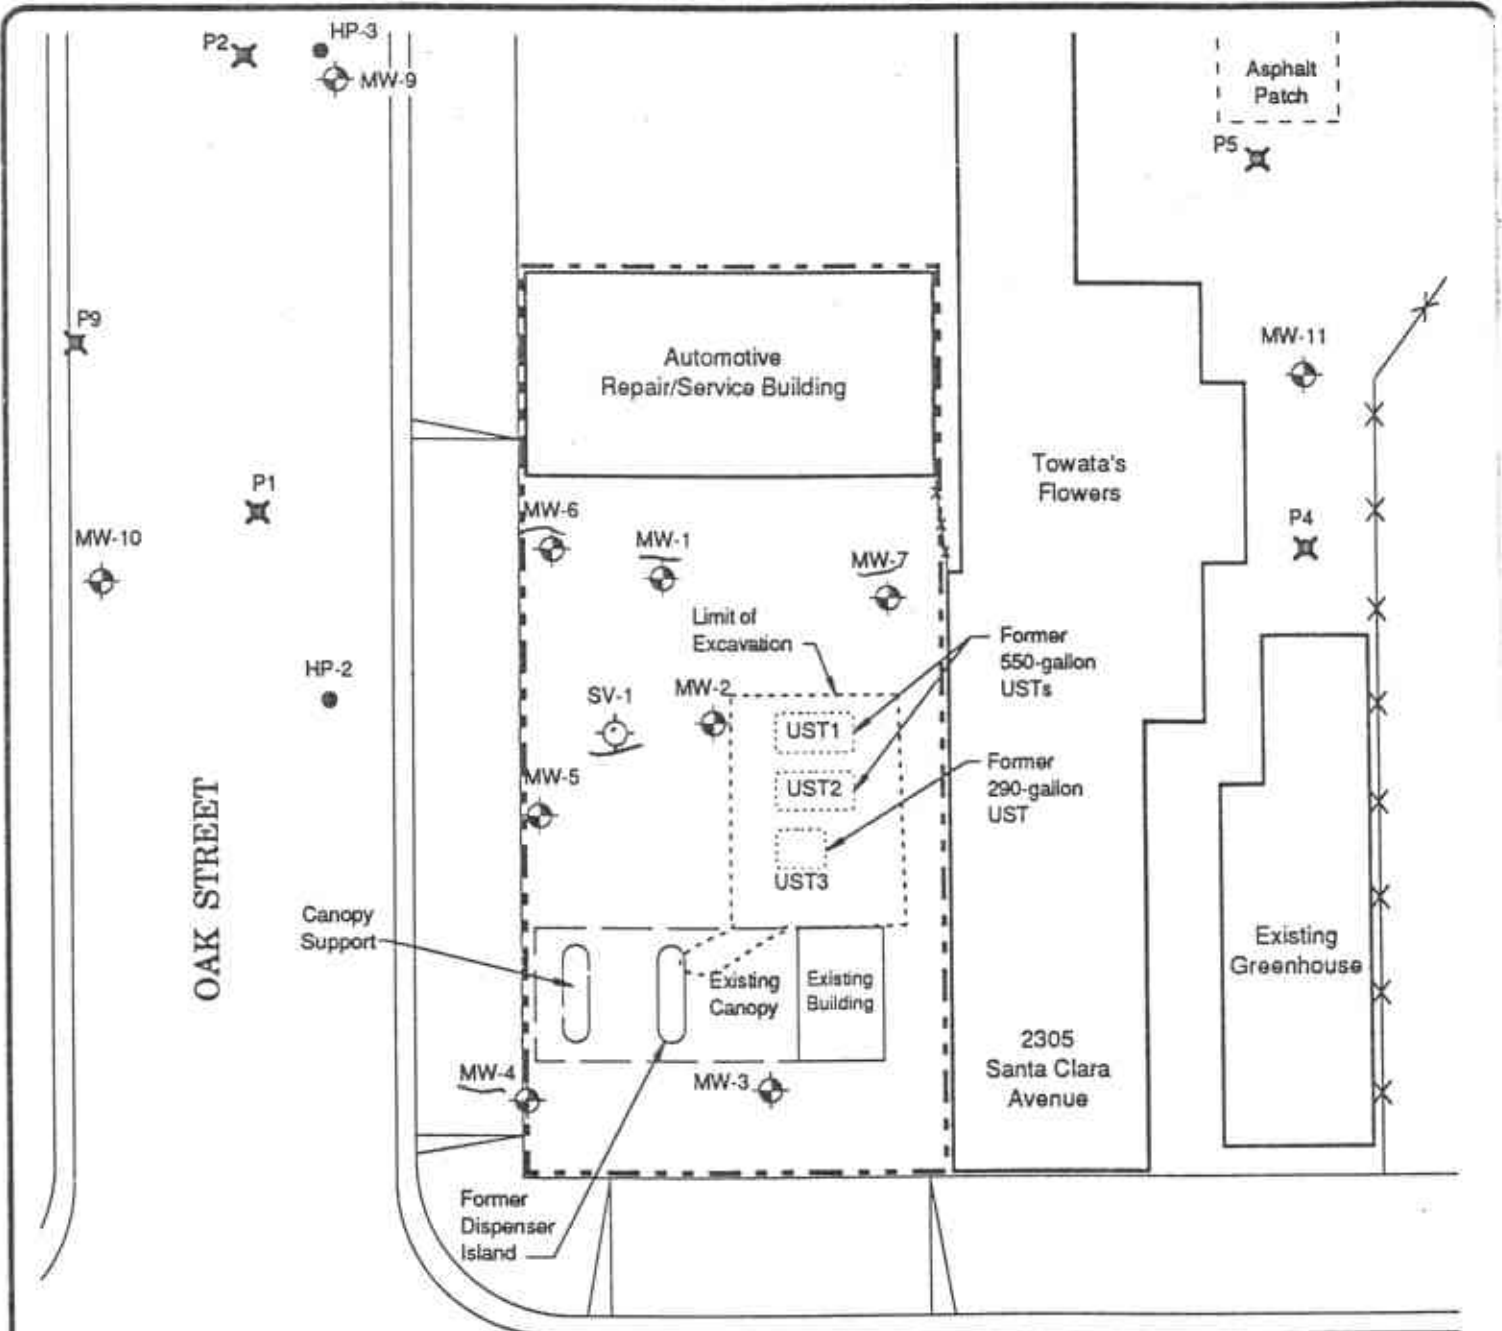 P2
HP-3
MW-9
Asphalt
Patch
P5
P9
MW-11
Automotive
Repair/Service Building
Towata's
Flowers
P1
MW-10
MW-6
MW-1
MW-7
P4
Limit of
Excavation
Former
550-gallon
USTs
HP-2
SV-1
MW-2
UST1
MW-5
UST2
Former
290-gallon
UST
UST3
OAK STREET
Canopy
Support
Existing
Canopy
Existing
Building
Existing
Greenhouse
2305
Santa Clara
Avenue
MW-4
MW-3
Former
Dispenser
Island